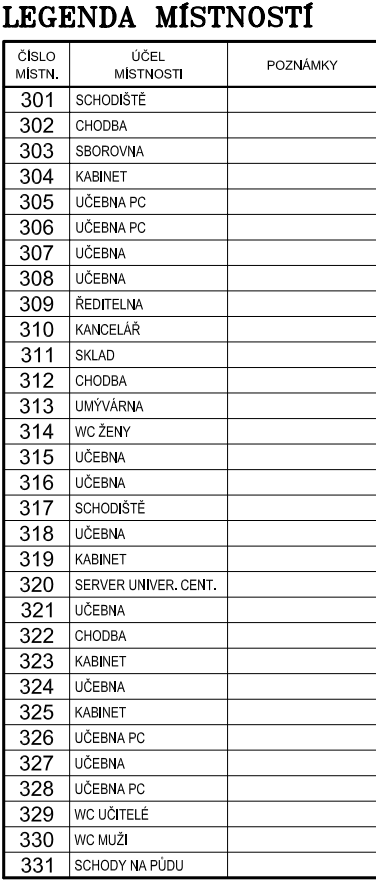 LEGENDA MÍSTNOSTÍ
ČÍSLO MÍSTN. ÚČEL MÍSTNOSTI POZNÁMKY
301 SCHODIŠTĚ
302 CHODBA
303 SBOROVNA
304 KABINET
305 UČEBNA PC
306 UČEBNA PC
307 UČEBNA
308 UČEBNA
309 ŘEDITELNA
310 KANCELÁŘ
311 SKLAD
312 CHODBA
313 UMÝVÁRNA
314 WC ŽENY
315 UČEBNA
316 UČEBNA
317 SCHODIŠTĚ
318 UČEBNA
319 KABINET
320 SERVER UNIVER. CENT.
321 UČEBNA
322 CHODBA
323 KABINET
324 UČEBNA
325 KABINET
326 UČEBNA PC
327 UČEBNA
328 UČEBNA PC
329 WC UČITELÉ
330 WC MUŽI
331 SCHODY NA PŮDU